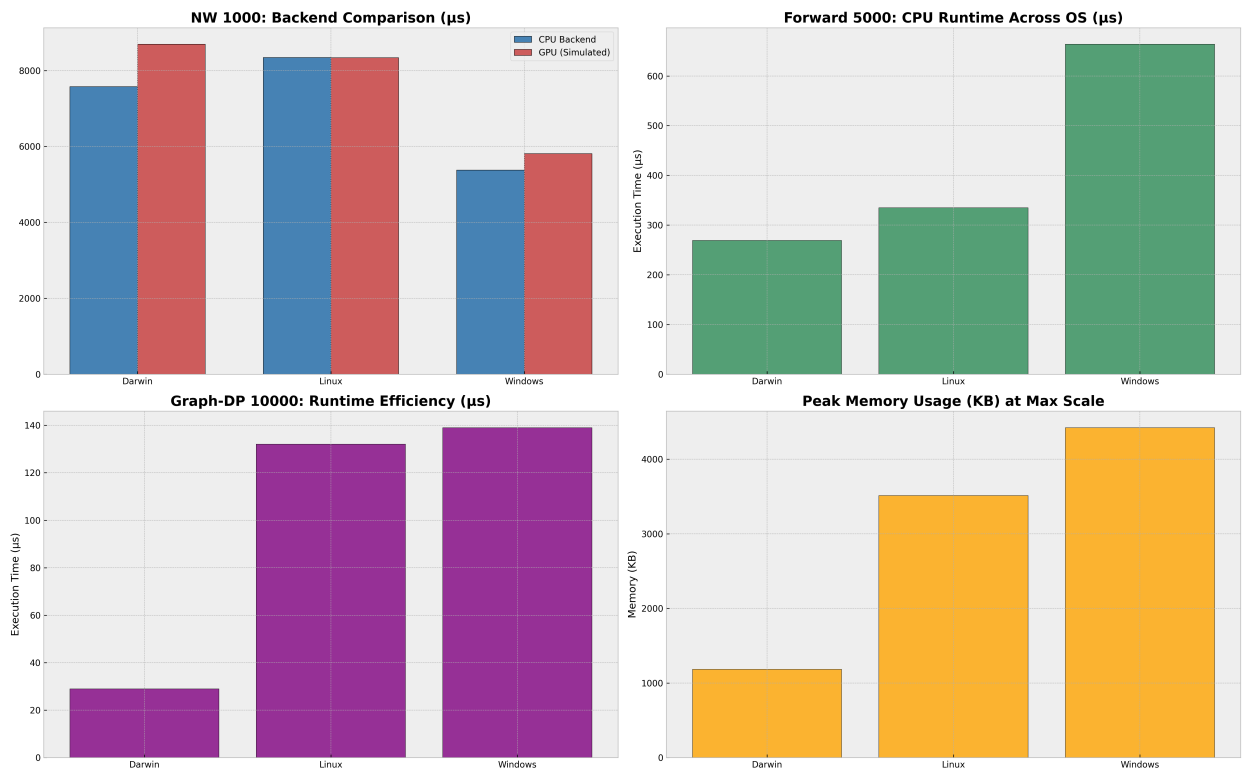 NW 1000: Backend Comparison (μs)
CPU Backend
GPU (Simulated)
8000
6000
4000
2000
0
Darwin
Linux
Windows
Forward 5000: CPU Runtime Across OS (μs)
Execution Time (μs)
600
500
400
300
200
100
0
Darwin
Linux
Windows
Graph-DP 10000: Runtime Efficiency (μs)
Execution Time (μs)
140
120
100
80
60
40
20
0
Darwin
Linux
Windows
Peak Memory Usage (KB) at Max Scale
Memory (KB)
4000
3000
2000
1000
0
Darwin
Linux
Windows